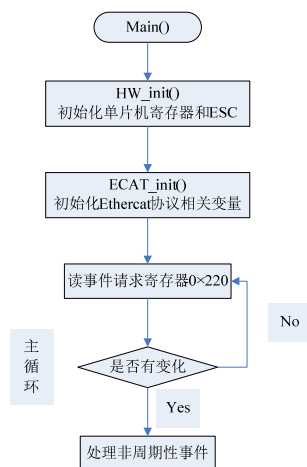 Main()
HW_init()
初始化单片机寄存器和ESC
ECAT_init()
初始化Ethercat协议相关变量
读事件请求寄存器0×220
No
主
循
环
是否有变化
Yes
处理非周期性事件